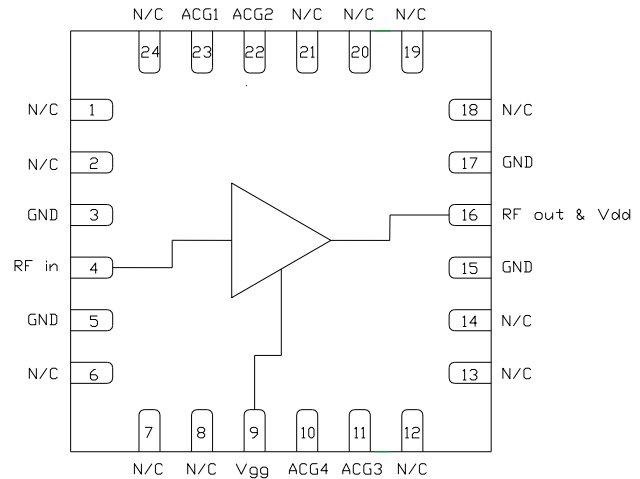 N/C ACG1 ACG2 N/C N/C N/C
24 23 22 21 20 19
N/C 1 18 N/C
N/C 2 17 GND
GND 3 16 RF out & Vdd
RF in 4 15 GND
GND 5 14 N/C
N/C 6 13 N/C
7 8 9 10 11 12
N/C N/C Vgg ACG4 ACG3 N/C